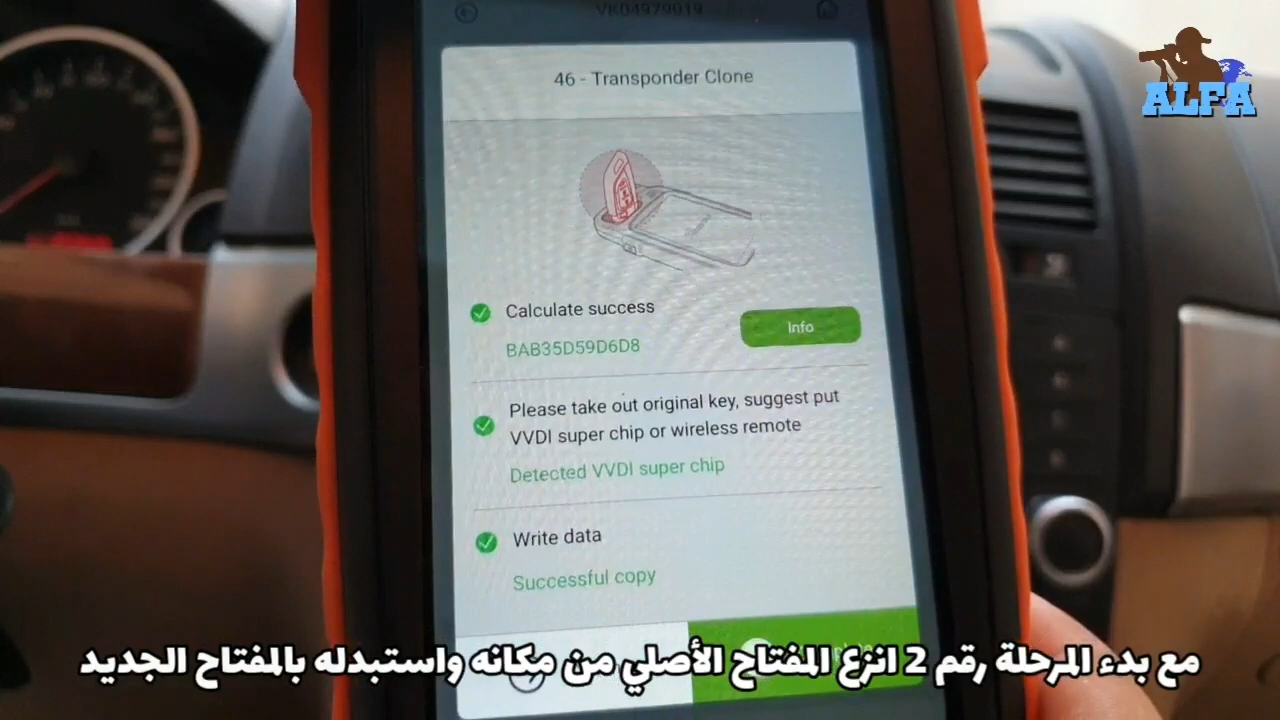 VK04979919
ALFA
46 - Transponder Clone
Calculate success
Info
BAB35D59D6D8
Please take out original key, suggest put
VVDI super chip or wireless remote
Detected VVDI super chip
Write data
Successful copy
مع بدء المرحلة رقم 2 انزع المفتاح الأصلي من مكانه واستبدله بالمفتاح الجديد